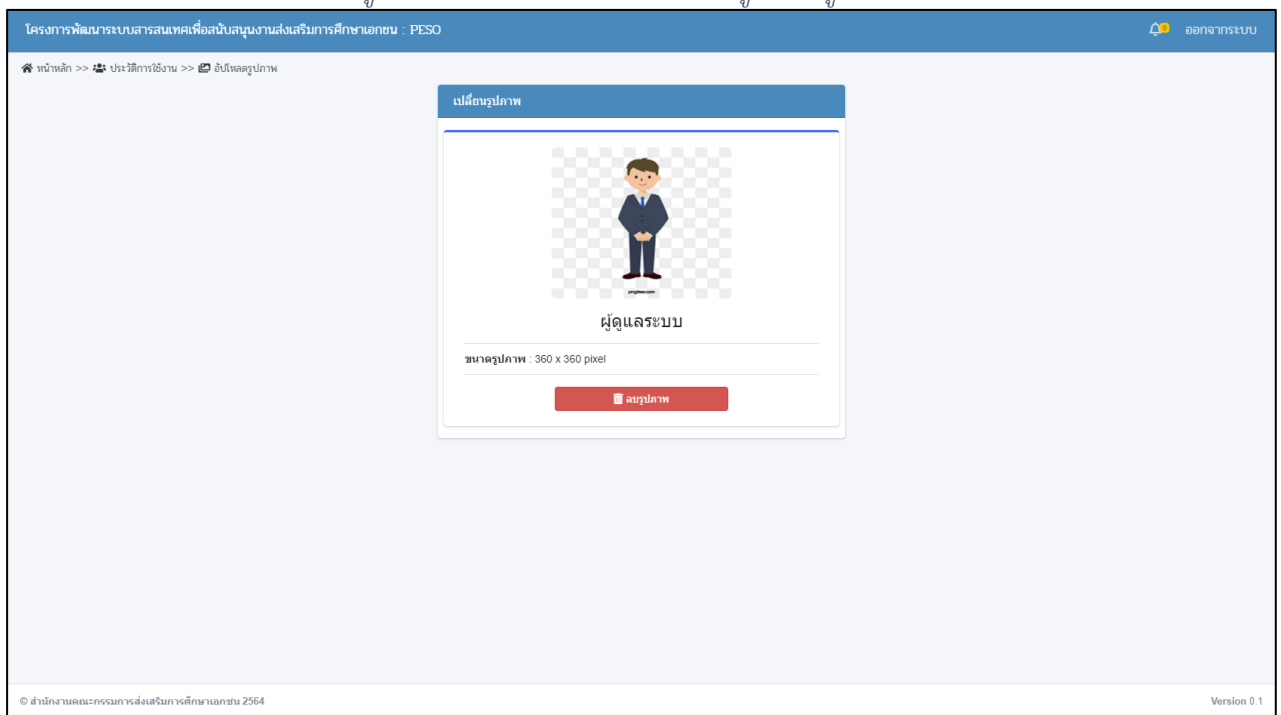 โครงการพัฒนาระบบสารสนเทศเพื่อสนับสนุนงานส่งเสริมการศึกษาเอกชน : PESO
ออกจากระบบ
หน้าหลัก >> ประวัติการใช้งาน >> อัปโหลดรูปภาพ
เปลี่ยนรูปภาพ
pngtree.com
ผู้ดูแลระบบ
ขนาดรูปภาพ : 360 x 360 pixel
ลบรูปภาพ
© สำนักงานคณะกรรมการส่งเสริมการศึกษาเอกชน 2564
Version 0.1